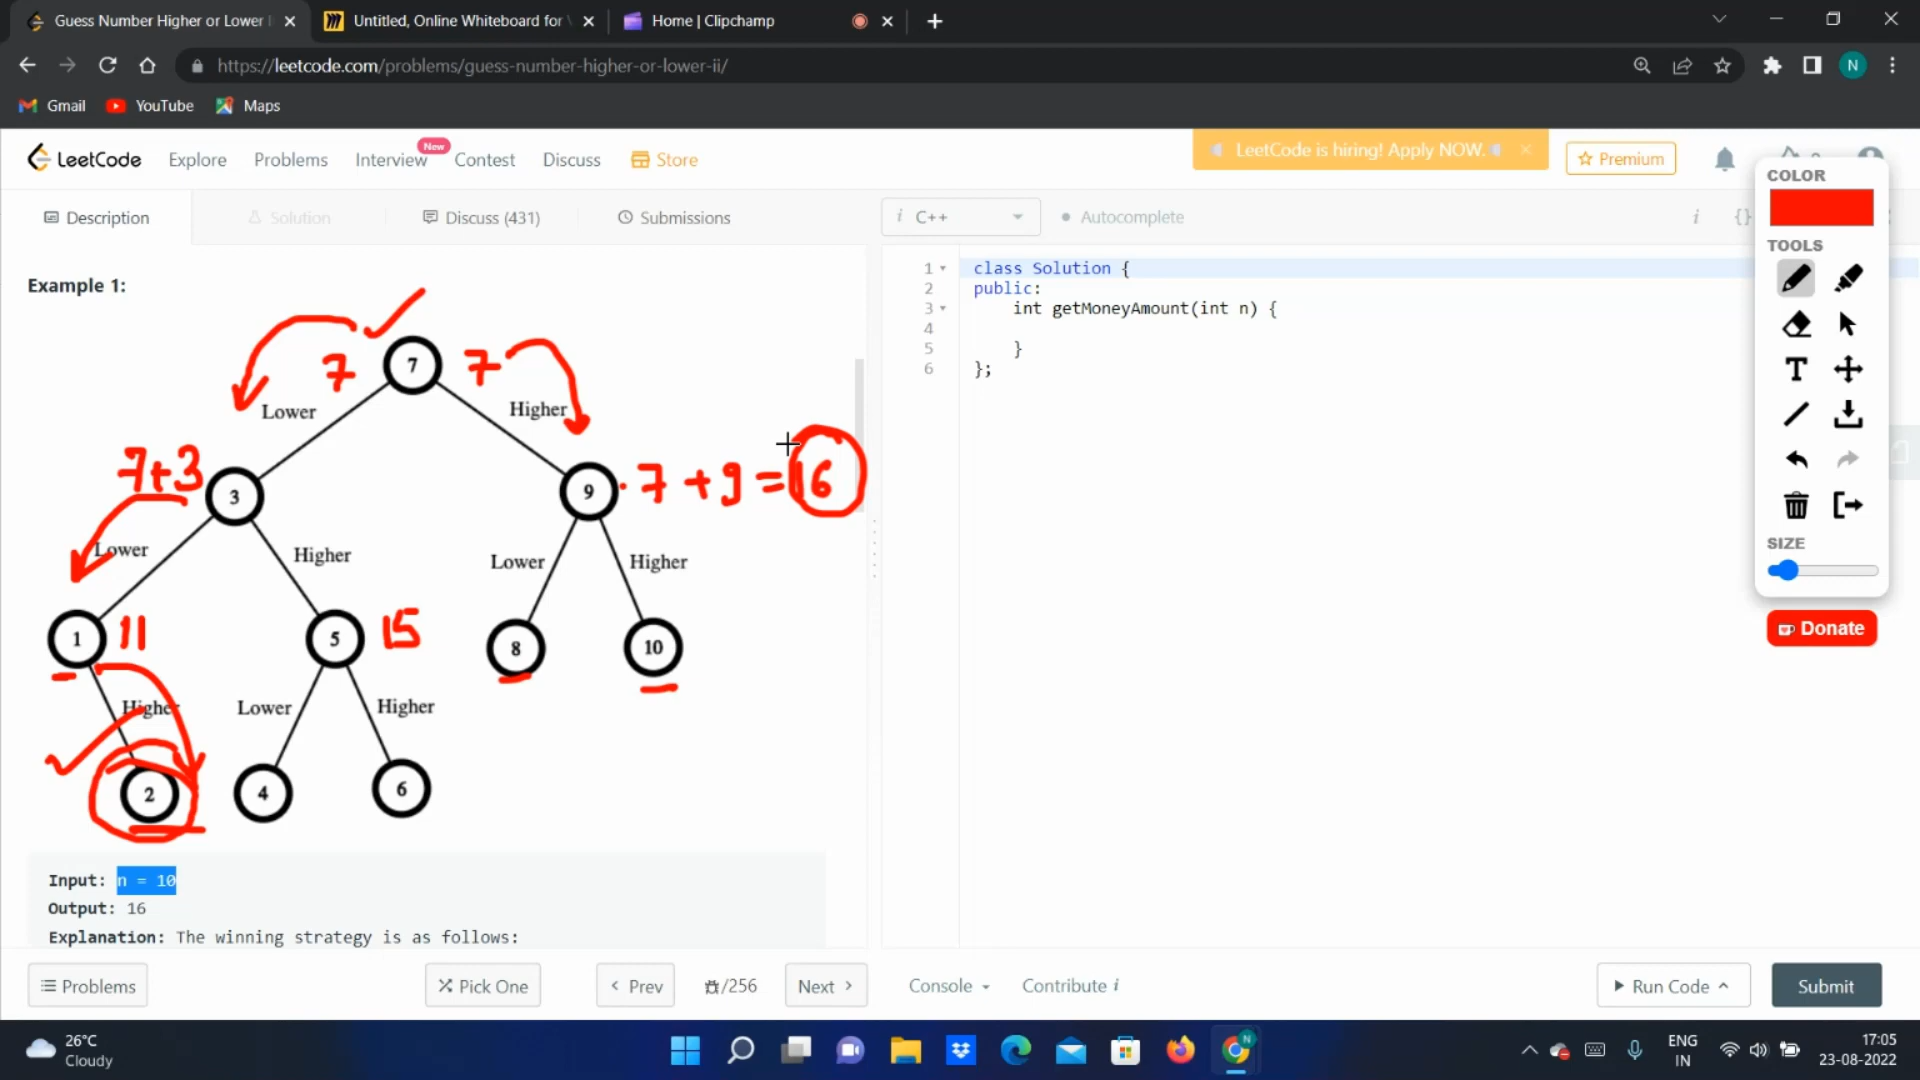 Guess Number Higher or Lower I
Untitled, Online Whiteboard for V
Home | Clipchamp
https://leetcode.com/problems/guess-number-higher-or-lower-ii/
N
Gmail
YouTube
Maps
LeetCode
Explore
Problems
Interview
New
Contest
Discuss
Store
LeetCode is hiring! Apply NOW.
Premium
Description
Solution
Discuss (431)
Submissions
i C++
Autocomplete
i {}
COLOR
TOOLS
T
SIZE
Donate
Example 1:
7 7 7
Lower Higher
7+3 3 9 7 + 9 = 16
Lower Higher Lower Higher
1 11 5 15 8 10
Higher Lower Higher
2 4 6
Input: n = 10
Output: 16
Explanation: The winning strategy is as follows:
1 class Solution {
2 public:
3 int getMoneyAmount(int n) {
4
5 }
6 };
Problems
Pick One
Prev
/256
Next
Console
Contribute i
Run Code
Submit
26°C
Cloudy
N
ENG
IN
17:05
23-08-2022